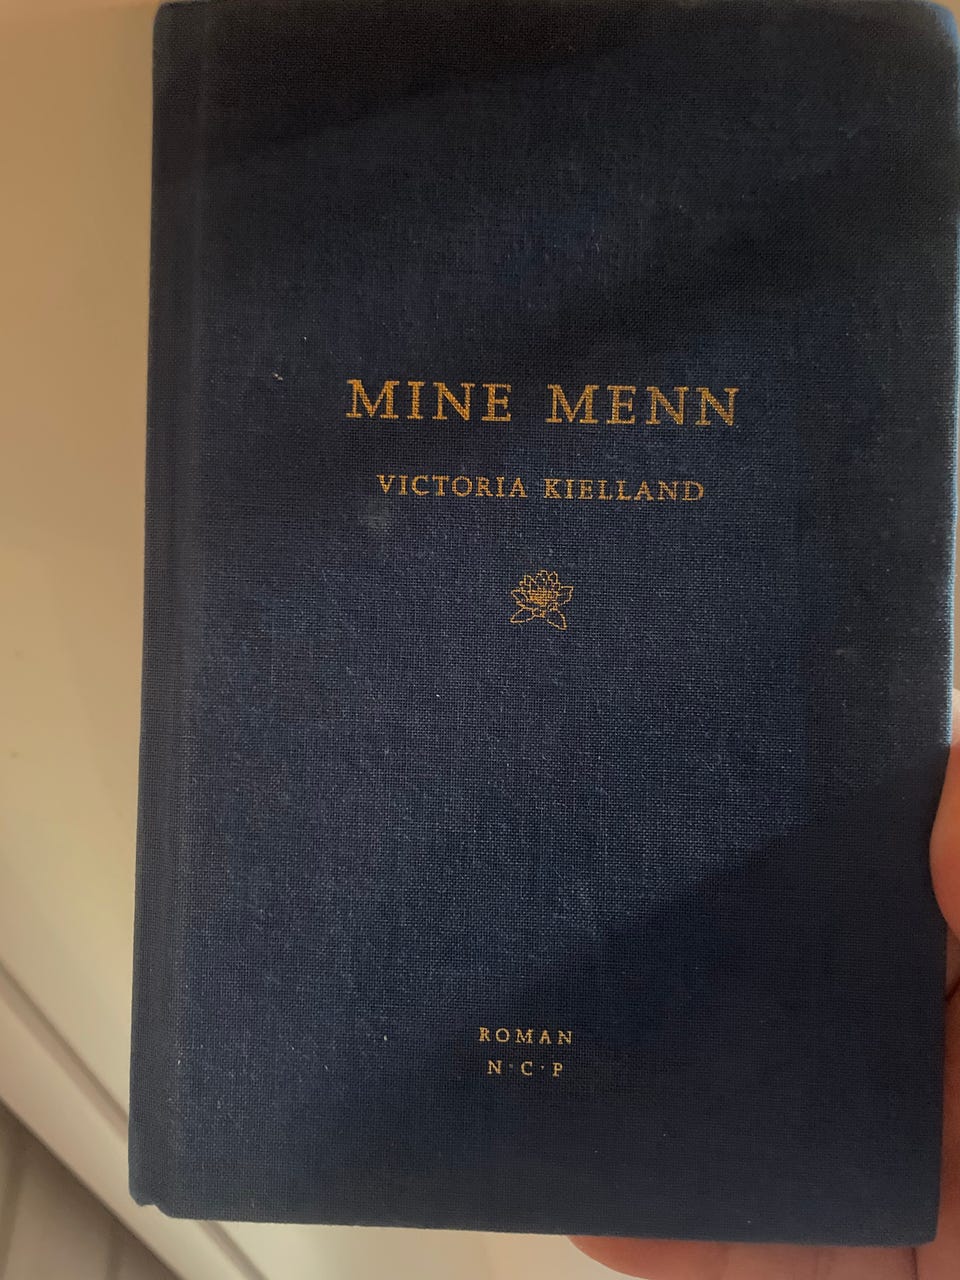 MINE MENN
VICTORIA KIELLAND
ROMAN
N·C·P